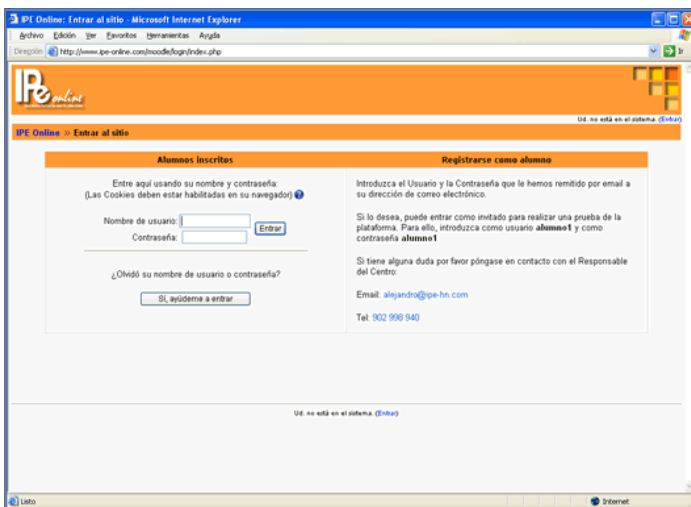 IPE Online: Entrar al sitio - Microsoft Internet Explorer
Archivo Edición Ver Favoritos Herramientas Ayuda
Dirección http://www.ipe-online.com/moodle/login/index.php Ir
IPe online
Ud. no está en el sistema. (Entrar)
IPE Online » Entrar al sitio
Alumnos inscritos
Entre aquí usando su nombre y contraseña:
(Las Cookies deben estar habilitadas en su navegador)
Nombre de usuario:
Contraseña:
Entrar
¿Olvidó su nombre de usuario o contraseña?
Sí, ayúdeme a entrar
Registrarse como alumno
Introduzca el Usuario y la Contraseña que le hemos remitido por email a
su dirección de correo electrónico.
Si lo desea, puede entrar como invitado para realizar una prueba de la
plataforma. Para ello, introduzca como usuario alumno1 y como
contraseña alumno1
Si tiene alguna duda por favor póngase en contacto con el Responsable
del Centro:
Email: alejandro@ipe-hn.com
Tel: 902 998 940
Ud. no está en el sistema. (Entrar)
Listo
Internet